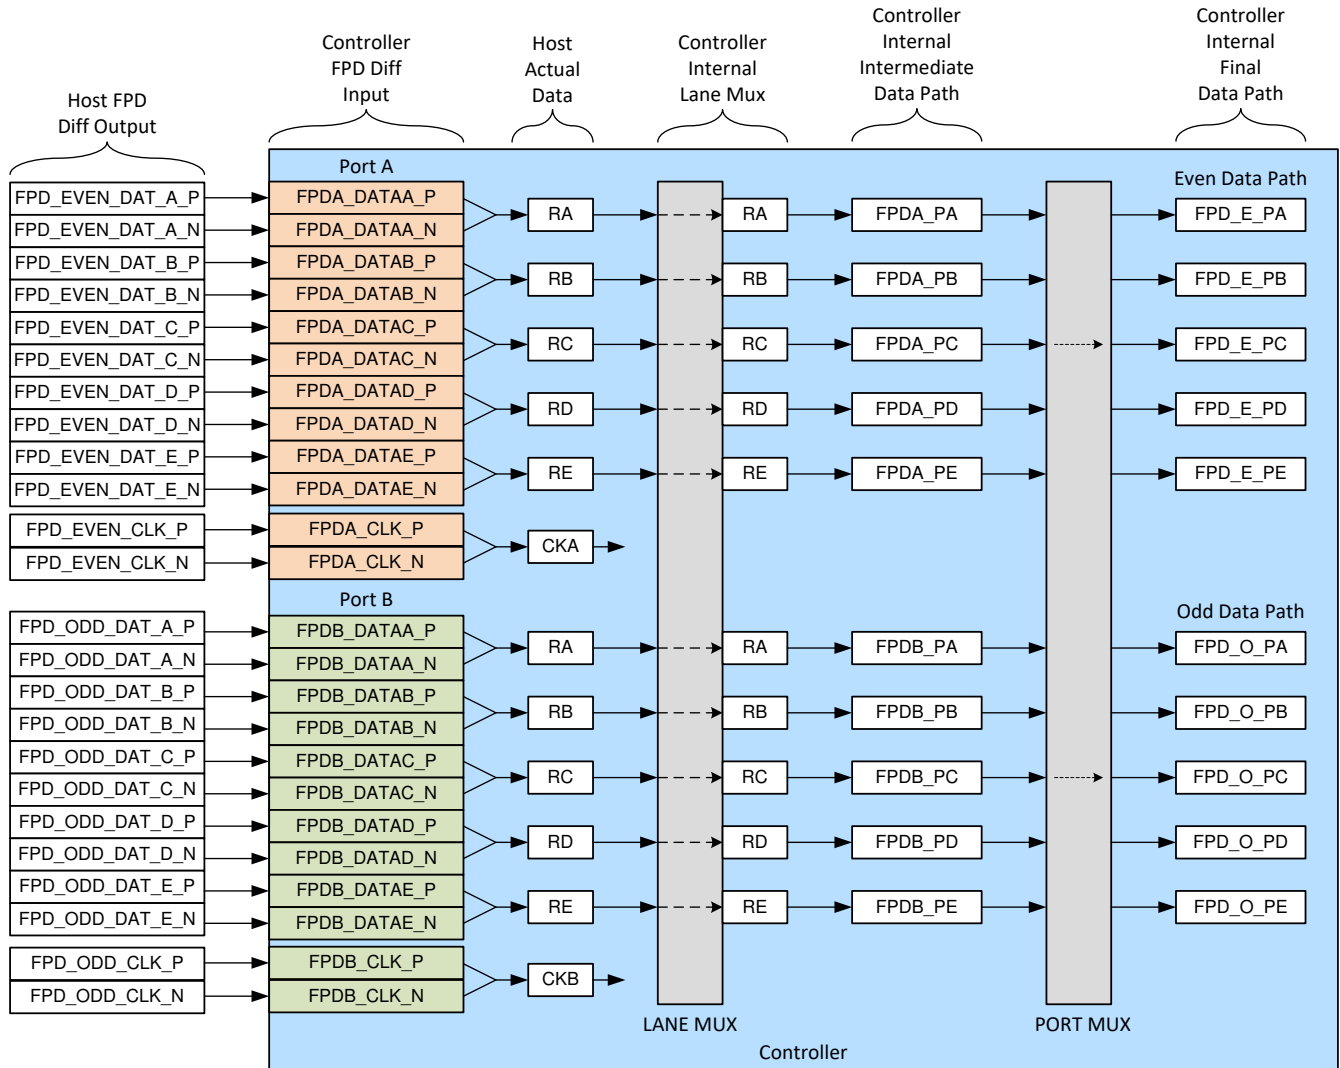 Host FPD
Diff Output
Controller
FPD Diff
Input
Host
Actual
Data
Controller
Internal
Lane Mux
Controller
Internal
Intermediate
Data Path
Controller
Internal
Final
Data Path
Port A
Even Data Path
FPD_EVEN_DAT_A_P
FPDA_DATAA_P
FPD_EVEN_DAT_A_N
FPDA_DATAA_N
RA
RA
FPDA_PA
FPD_E_PA
FPD_EVEN_DAT_B_P
FPDA_DATAB_P
FPD_EVEN_DAT_B_N
FPDA_DATAB_N
RB
RB
FPDA_PB
FPD_E_PB
FPD_EVEN_DAT_C_P
FPDA_DATAC_P
FPD_EVEN_DAT_C_N
FPDA_DATAC_N
RC
RC
FPDA_PC
FPD_E_PC
FPD_EVEN_DAT_D_P
FPDA_DATAD_P
FPD_EVEN_DAT_D_N
FPDA_DATAD_N
RD
RD
FPDA_PD
FPD_E_PD
FPD_EVEN_DAT_E_P
FPDA_DATAE_P
FPD_EVEN_DAT_E_N
FPDA_DATAE_N
RE
RE
FPDA_PE
FPD_E_PE
FPD_EVEN_CLK_P
FPDA_CLK_P
FPD_EVEN_CLK_N
FPDA_CLK_N
CKA
Port B
Odd Data Path
FPD_ODD_DAT_A_P
FPDB_DATAA_P
FPD_ODD_DAT_A_N
FPDB_DATAA_N
RA
RA
FPDB_PA
FPD_O_PA
FPD_ODD_DAT_B_P
FPDB_DATAB_P
FPD_ODD_DAT_B_N
FPDB_DATAB_N
RB
RB
FPDB_PB
FPD_O_PB
FPD_ODD_DAT_C_P
FPDB_DATAC_P
FPD_ODD_DAT_C_N
FPDB_DATAC_N
RC
RC
FPDB_PC
FPD_O_PC
FPD_ODD_DAT_D_P
FPDB_DATAD_P
FPD_ODD_DAT_D_N
FPDB_DATAD_N
RD
RD
FPDB_PD
FPD_O_PD
FPD_ODD_DAT_E_P
FPDB_DATAE_P
FPD_ODD_DAT_E_N
FPDB_DATAE_N
RE
RE
FPDB_PE
FPD_O_PE
FPD_ODD_CLK_P
FPDB_CLK_P
FPD_ODD_CLK_N
FPDB_CLK_N
CKB
LANE MUX
PORT MUX
Controller